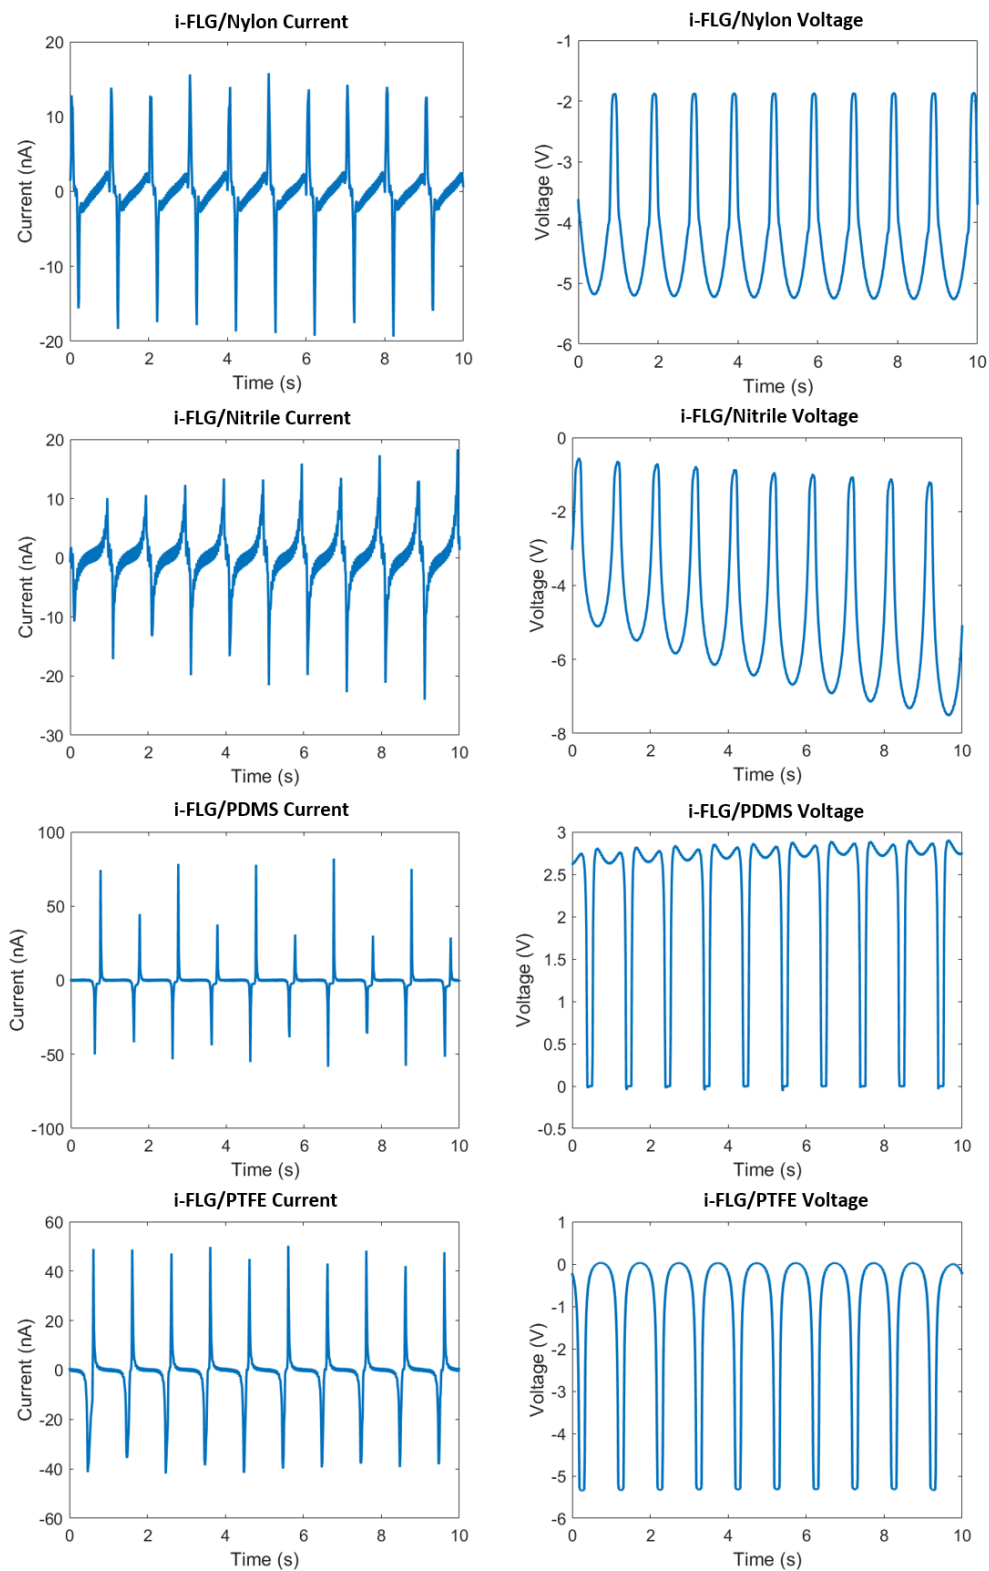 i-FLG/Nylon Current
20
10
0
-10
-20
Current (nA)
0 2 4 6 8 10
Time (s)
i-FLG/Nylon Voltage
-1
-2
-3
-4
-5
-6
Voltage (V)
0 2 4 6 8 10
Time (s)
i-FLG/Nitrile Current
20
10
0
-10
-20
-30
Current (nA)
0 2 4 6 8 10
Time (s)
i-FLG/Nitrile Voltage
0
-2
-4
-6
-8
Voltage (V)
0 2 4 6 8 10
Time (s)
i-FLG/PDMS Current
100
50
0
-50
-100
Current (nA)
0 2 4 6 8 10
Time (s)
i-FLG/PDMS Voltage
3
2.5
2
1.5
1
0.5
0
-0.5
Voltage (V)
0 2 4 6 8 10
Time (s)
i-FLG/PTFE Current
60
40
20
0
-20
-40
-60
Current (nA)
0 2 4 6 8 10
Time (s)
i-FLG/PTFE Voltage
1
0
-1
-2
-3
-4
-5
-6
Voltage (V)
0 2 4 6 8 10
Time (s)